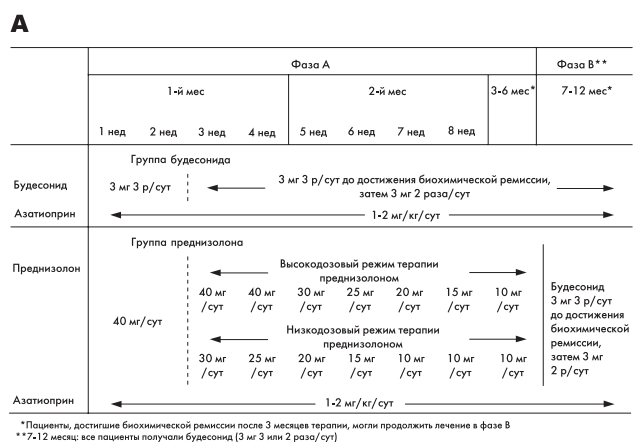 А
Фаза А
Фаза В**
1-й мес
2-й мес
3-6 мес*
7-12 мес*
1 нед 2 нед 3 нед 4 нед 5 нед 6 нед 7 нед 8 нед
Группа будесонида
Будесонид
3 мг 3 р/сут
3 мг 3 р/сут до достижения биохимической ремиссии,
затем 3 мг 2 раза/сут
Азатиоприн
1-2 мг/кг/сут
Группа преднизолона
Преднизолон
40 мг/сут
Высокодозовый режим терапии
преднизолоном
40 мг 40 мг 30 мг 25 мг 20 мг 15 мг 10 мг
/сут /сут /сут /сут /сут /сут /сут
Низкодозовый режим терапии
преднизолоном
30 мг 25 мг 20 мг 15 мг 10 мг 10 мг 10 мг
/сут /сут /сут /сут /сут /сут /сут
Будесонид
3 мг 3 р/сут
до достижения
биохимической
ремиссии,
затем 3 мг
2 р/сут
Азатиоприн
1-2 мг/кг/сут
*Пациенты, достигшие биохимической ремиссии после 3 месяцев терапии, могли продолжить лечение в фазе В
**7-12 месяц: все пациенты получали будесонид (3 мг 3 или 2 раза/сут)